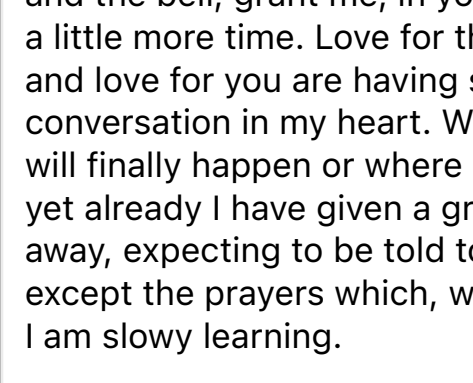 and the bell, grant me, in yo
a little more time. Love for th
and love for you are having s
conversation in my heart. W
will finally happen or where
yet already I have given a gr
away, expecting to be told to
except the prayers which, w
I am slowy learning.